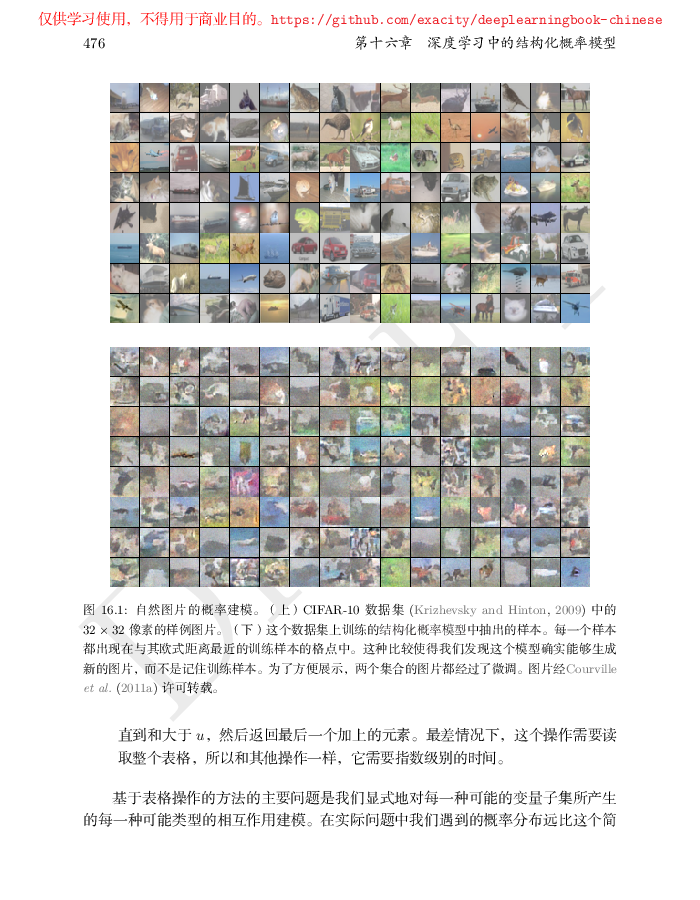 仅供学习使用，不得用于商业目的。https://github.com/exacity/deeplearningbook-chinese
476 第十六章 深度学习中的结构化概率模型
图 16.1: 自然图片的概率建模。（上）CIFAR-10 数据集 (Krizhevsky and Hinton, 2009) 中的
32 × 32 像素的样例图片。（下）这个数据集上训练的结构化概率模型中抽出的样本。每一个样本
都出现在与其欧式距离最近的训练样本的格点中。这种比较使得我们发现这个模型确实能够生成
新的图片，而不是记住训练样本。为了方便展示，两个集合的图片都经过了微调。图片经Courville
et al. (2011a) 许可转载。
直到和大于 u，然后返回最后一个加上的元素。最差情况下，这个操作需要读
取整个表格，所以和其他操作一样，它需要指数级别的时间。
基于表格操作的方法的主要问题是我们显式地对每一种可能的变量子集所产生
的每一种可能类型的相互作用建模。在实际问题中我们遇到的概率分布远比这个简
DRAFT